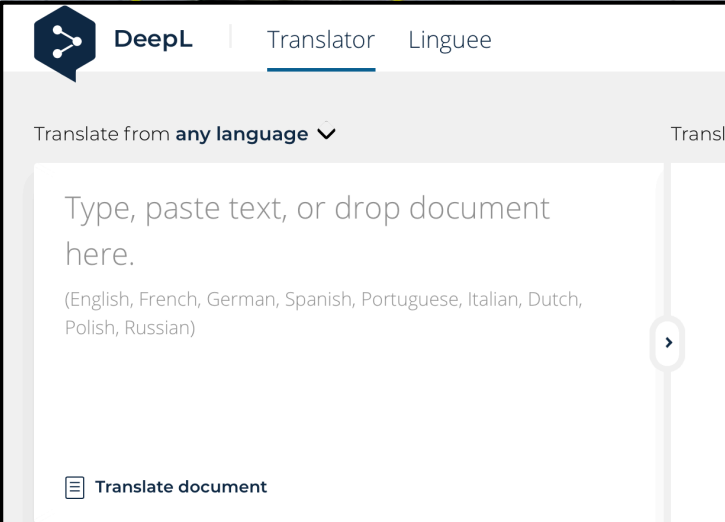 DeepL Translator Linguee
Translate from any language
Transl
Type, paste text, or drop document
here.
(English, French, German, Spanish, Portuguese, Italian, Dutch,
Polish, Russian)
Translate document